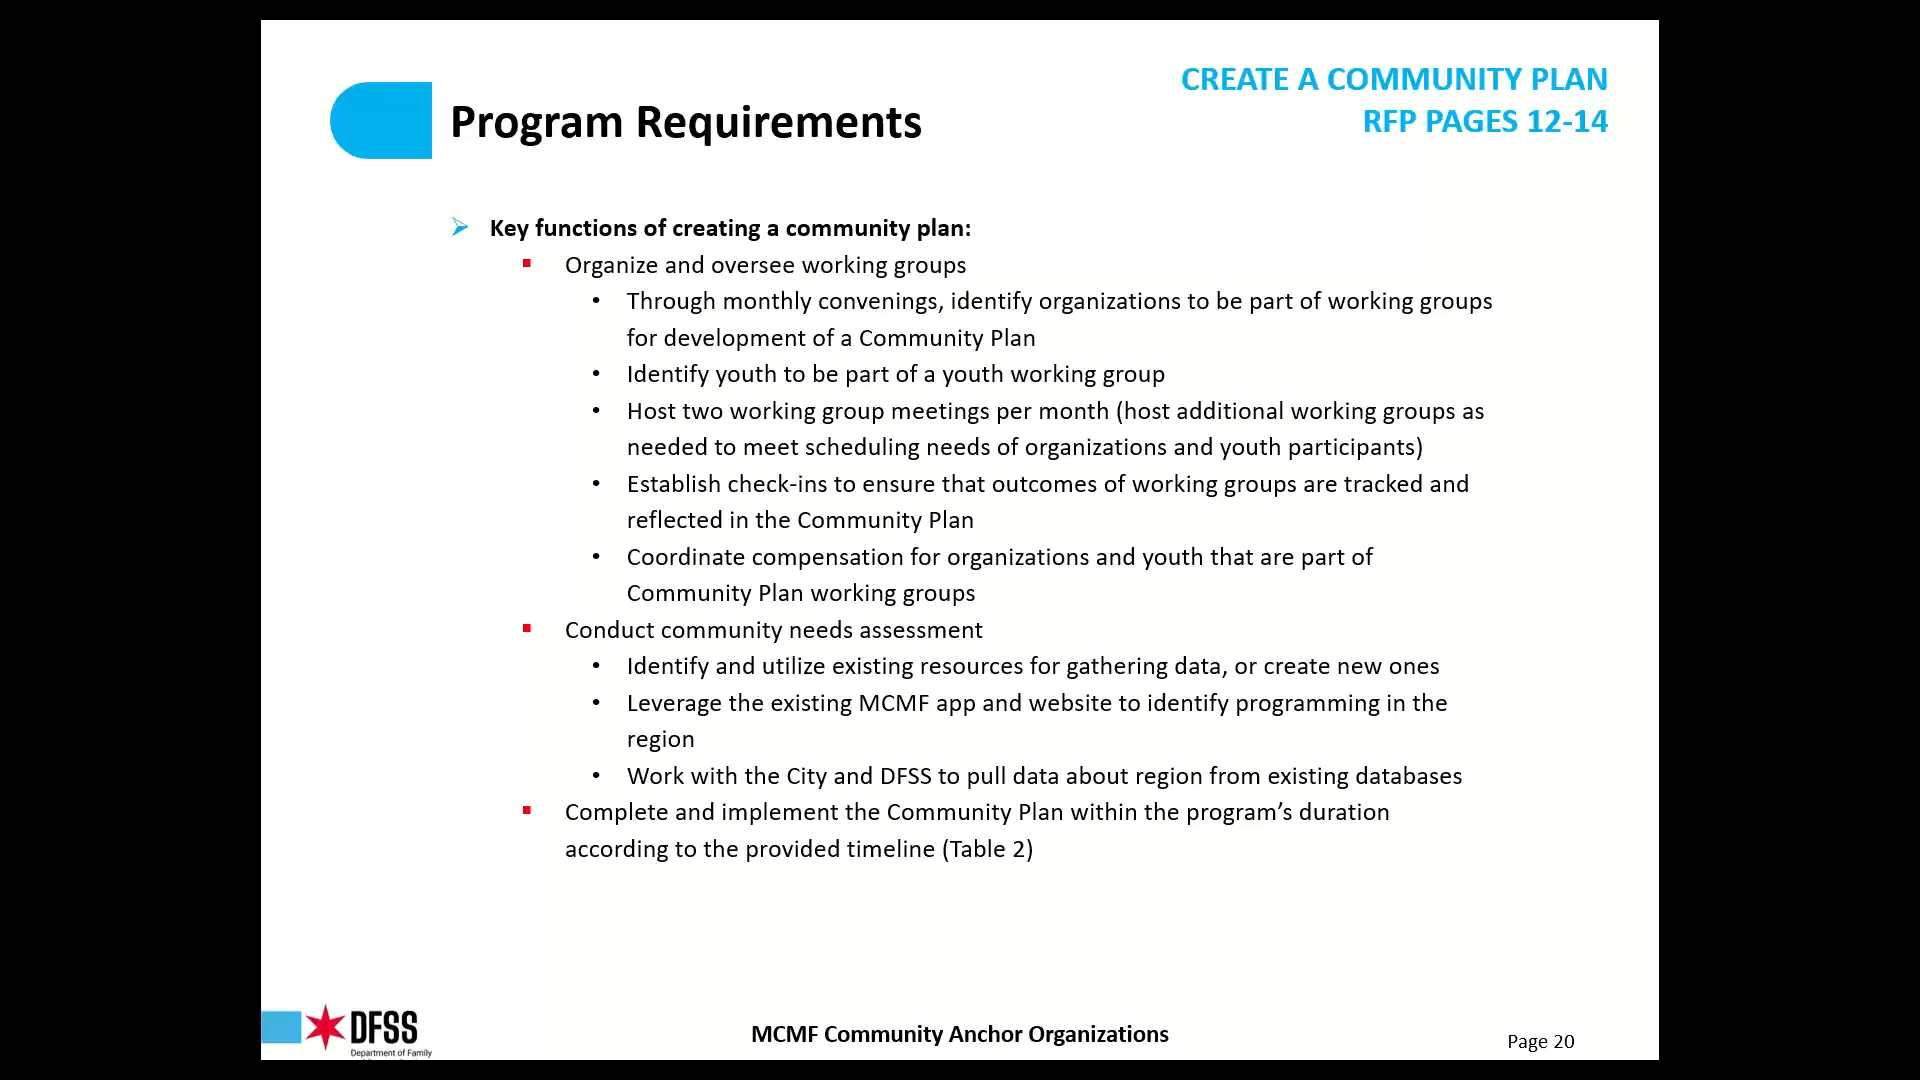 CREATE A COMMUNITY PLAN
RFP PAGES 12-14
Program Requirements
Key functions of creating a community plan:
Organize and oversee working groups
Through monthly convenings, identify organizations to be part of working groups
for development of a Community Plan
Identify youth to be part of a youth working group
Host two working group meetings per month (host additional working groups as
needed to meet scheduling needs of organizations and youth participants)
Establish check-ins to ensure that outcomes of working groups are tracked and
reflected in the Community Plan
Coordinate compensation for organizations and youth that are part of
Community Plan working groups
Conduct community needs assessment
Identify and utilize existing resources for gathering data, or create new ones
Leverage the existing MCMF app and website to identify programming in the
region
Work with the City and DFSS to pull data about region from existing databases
Complete and implement the Community Plan within the program’s duration
according to the provided timeline (Table 2)
DFSS
Department of Family
MCMF Community Anchor Organizations
Page 20